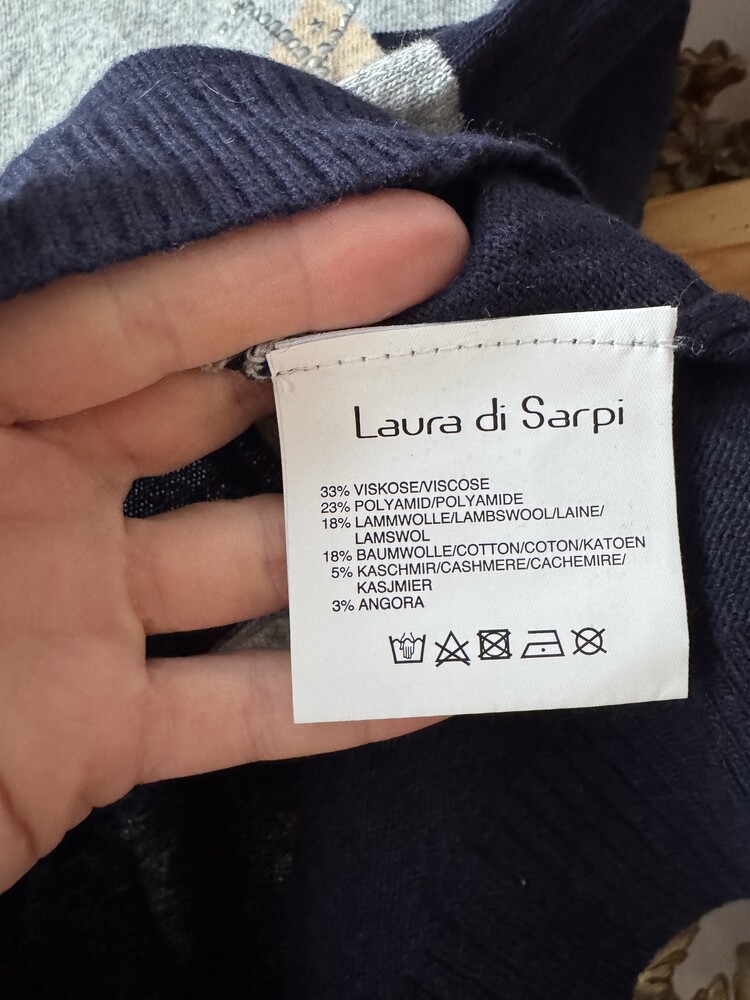 Laura di Sarpi
33% VISKOSE/VISCOSE
23% POLYAMID/POLYAMIDE
18% LAMMWOLLE/LAMBSWOOL/LAINE/
LAMSWOL
18% BAUMWOLLE/COTTON/COTON/KATOEN
5% KASCHMIR/CASHMERE/CACHEMIRE/
KASJMIER
3% ANGORA